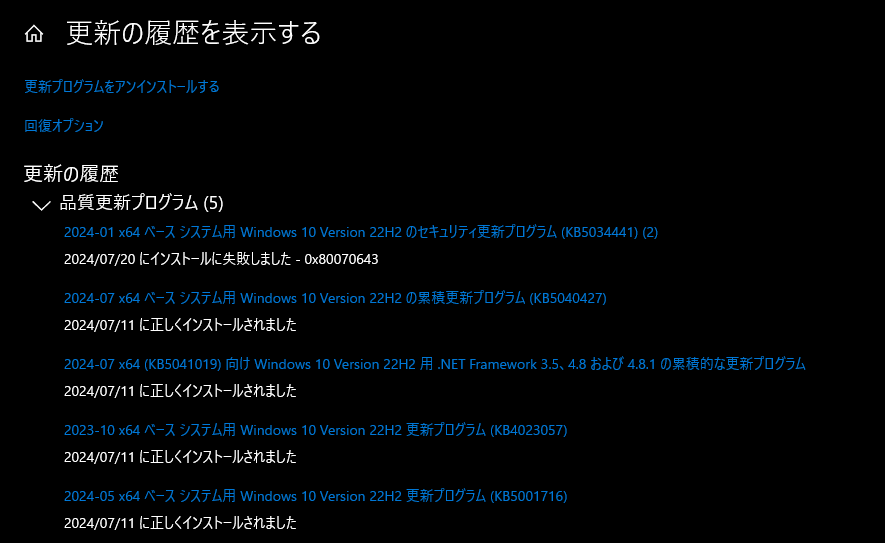 更新の履歴を表示する
更新プログラムをアンインストールする
回復オプション
更新の履歴
品質更新プログラム (5)
2024-01 x64 ベース システム用 Windows 10 Version 22H2 のセキュリティ更新プログラム (KB5034441) (2)
2024/07/20 にインストールに失敗しました - 0x80070643
2024-07 x64 ベース システム用 Windows 10 Version 22H2 の累積更新プログラム (KB5040427)
2024/07/11 に正しくインストールされました
2024-07 x64 (KB5041019) 向け Windows 10 Version 22H2 用 .NET Framework 3.5、4.8 および 4.8.1 の累積的な更新プログラム
2024/07/11 に正しくインストールされました
2023-10 x64 ベース システム用 Windows 10 Version 22H2 更新プログラム (KB4023057)
2024/07/11 に正しくインストールされました
2024-05 x64 ベース システム用 Windows 10 Version 22H2 更新プログラム (KB5001716)
2024/07/11 に正しくインストールされました